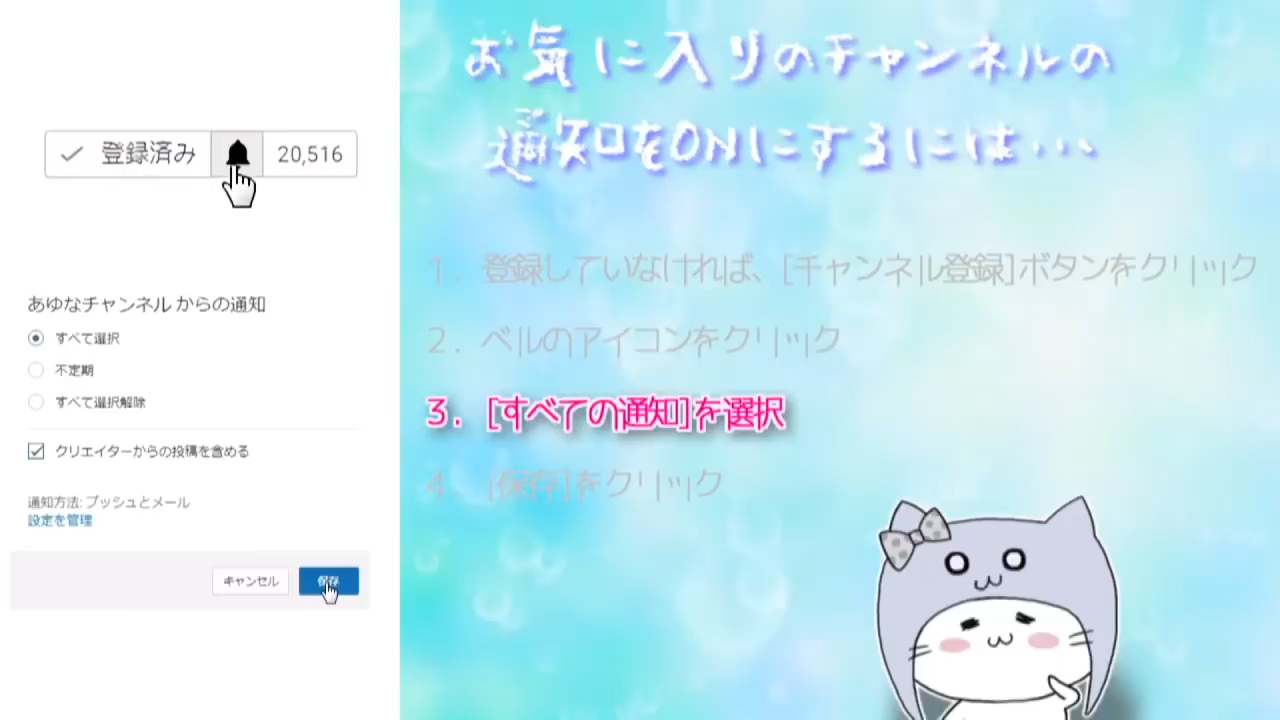 登録済み
20,516
あゆなチャンネル からの通知
すべて選択
不定期
すべて選択解除
クリエイターからの投稿を含める
通知方法: プッシュとメール
設定を管理
キャンセル
保存
お気に入りのチャンネルの
通知をONにするには・・・
1. 登録していなければ、[チャンネル登録]ボタンをクリック
2. ベルのアイコンをクリック
3. [すべての通知]を選択
4. [保存]をクリック